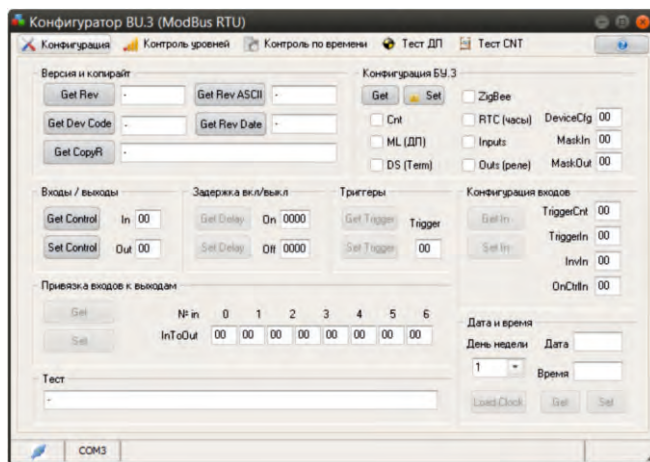 Конфигуратор BU.3 (ModBus RTU)
Конфигурация Контроль уровней Контроль по времени Тест ДП Тест CNT
Версия и копирайт
Get Rev - Get Rev ASCII -
Get Dev Code - Get Rev Date -
Get CopyR -
Конфигурация БУ.3
Get Set ZigBee
Cnt RTC (часы) DeviceCfg 00
ML (ДП) Inputs MaskIn 00
DS (Term) Outs (реле) MaskOut 00
Входы / выходы
Get Control In 00
Set Control Out 00
Задержка вкл/выкл
Get Delay On 0000
Set Delay Off 0000
Триггеры
Get Trigger Trigger
Set Trigger 00
Конфигурация входов
Get In TriggerCnt 00
Set In TriggerIn 00
InvIn 00
OnCtrlIn 00
Привязка входов к выходам
Get № in 0 1 2 3 4 5 6
Set InToOut 00 00 00 00 00 00 00
Дата и время
День недели Дата
1 Время
Load Clock Get Set
Тест
-
COM3